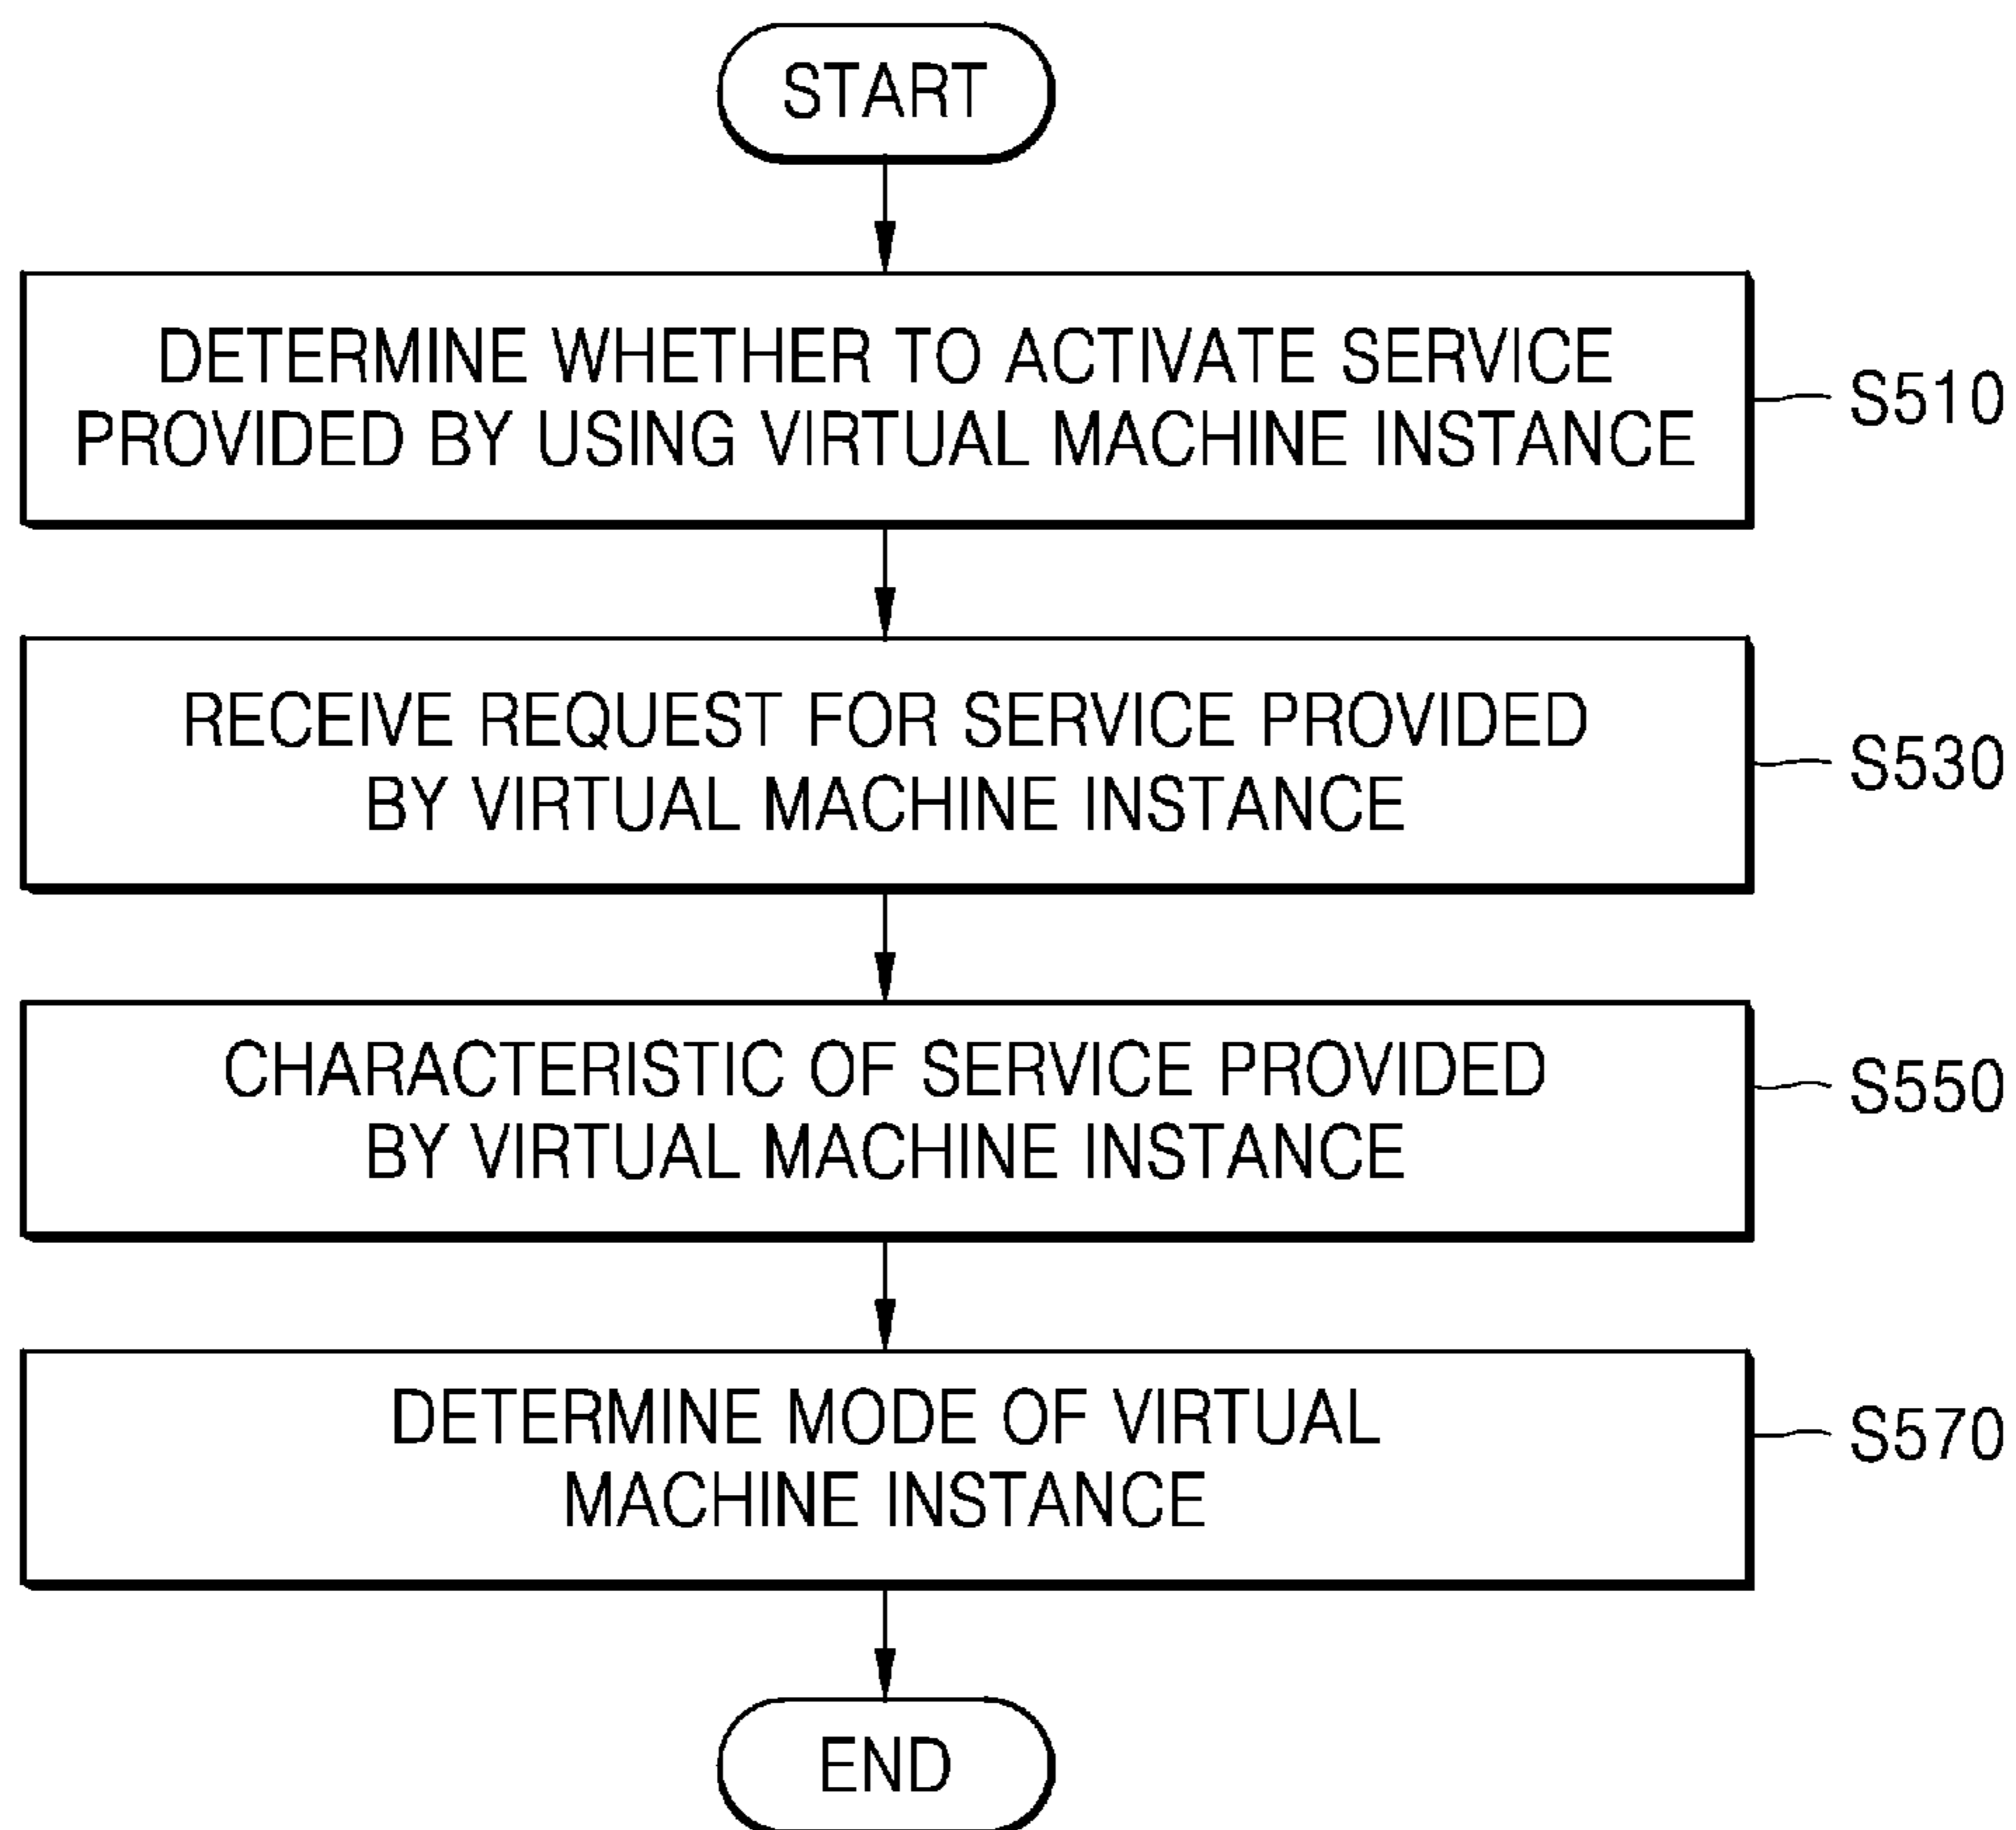 START
DETERMINE WHETHER TO ACTIVATE SERVICE
PROVIDED BY USING VIRTUAL MACHINE INSTANCE
S510
RECEIVE REQUEST FOR SERVICE PROVIDED
BY VIRTUAL MACHINE INSTANCE
S530
CHARACTERISTIC OF SERVICE PROVIDED
BY VIRTUAL MACHINE INSTANCE
S550
DETERMINE MODE OF VIRTUAL
MACHINE INSTANCE
S570
END